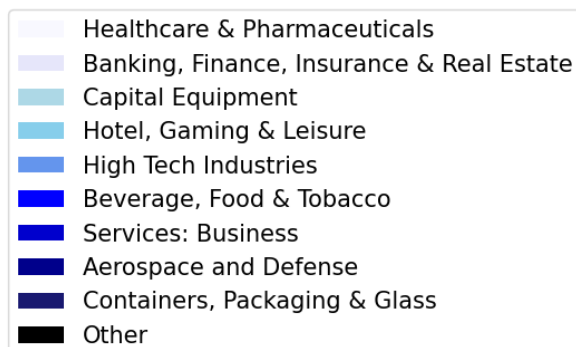 Healthcare & Pharmaceuticals
Banking, Finance, Insurance & Real Estate
Capital Equipment
Hotel, Gaming & Leisure
High Tech Industries
Beverage, Food & Tobacco
Services: Business
Aerospace and Defense
Containers, Packaging & Glass
Other